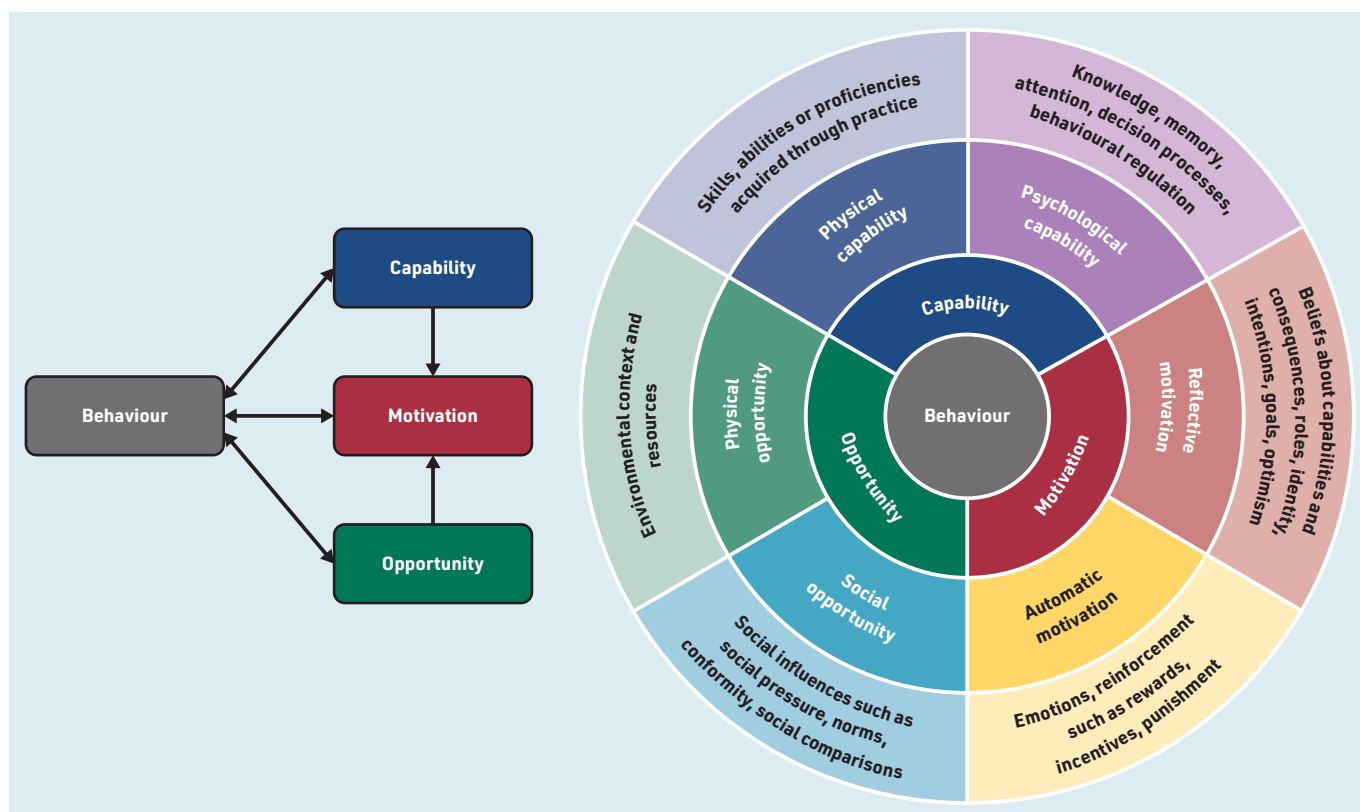 Capability
Behaviour
Motivation
Opportunity
Skills, abilities or proficiencies
acquired through practice
Knowledge, memory,
attention, decision processes,
behavioural regulation
Physical
capability
Psychological
capability
Capability
Environmental context and
resources
Physical
opportunity
Opportunity
Behaviour
Motivation
Reflective
motivation
Beliefs about capabilities and
consequences, roles, identity,
intentions, goals, optimism
Social
opportunity
Automatic
motivation
Social influences such as
social pressure, norms,
conformity, social comparisons
Emotions, reinforcement
such as rewards,
incentives, punishment